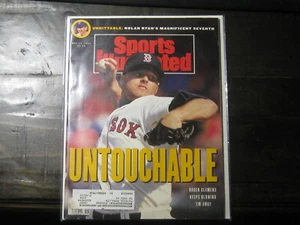 UNHITTABLE: NOLAN RYAN'S MAGNIFICENT SEVENTH
Sports
Illustrated
SOX
UNTOUCHABLE
ROGER CLEMENS
KEEPS BLOWING
'EM AWAY